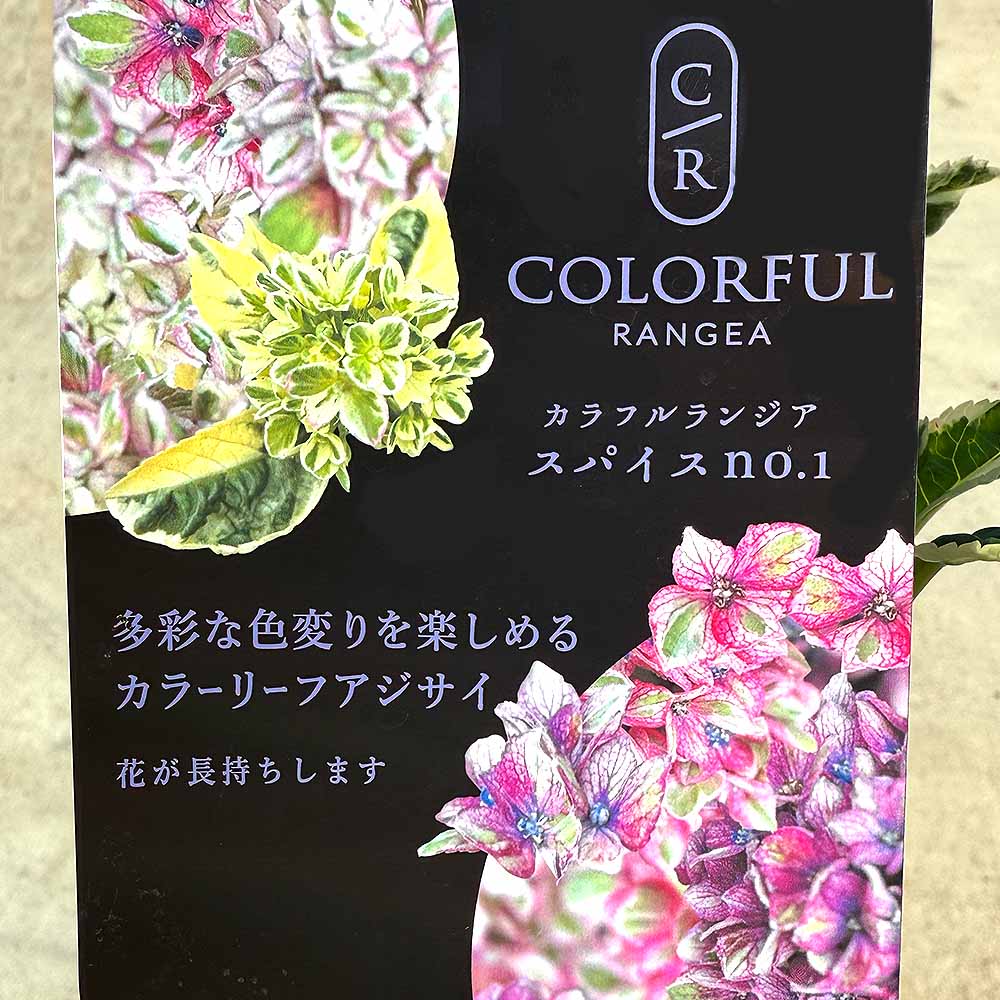 C/R
COLORFUL
RANGEA
カラフルランジア
スパイスno.1
多彩な色変りを楽しめる
カラーリーフアジサイ
花が長持ちします